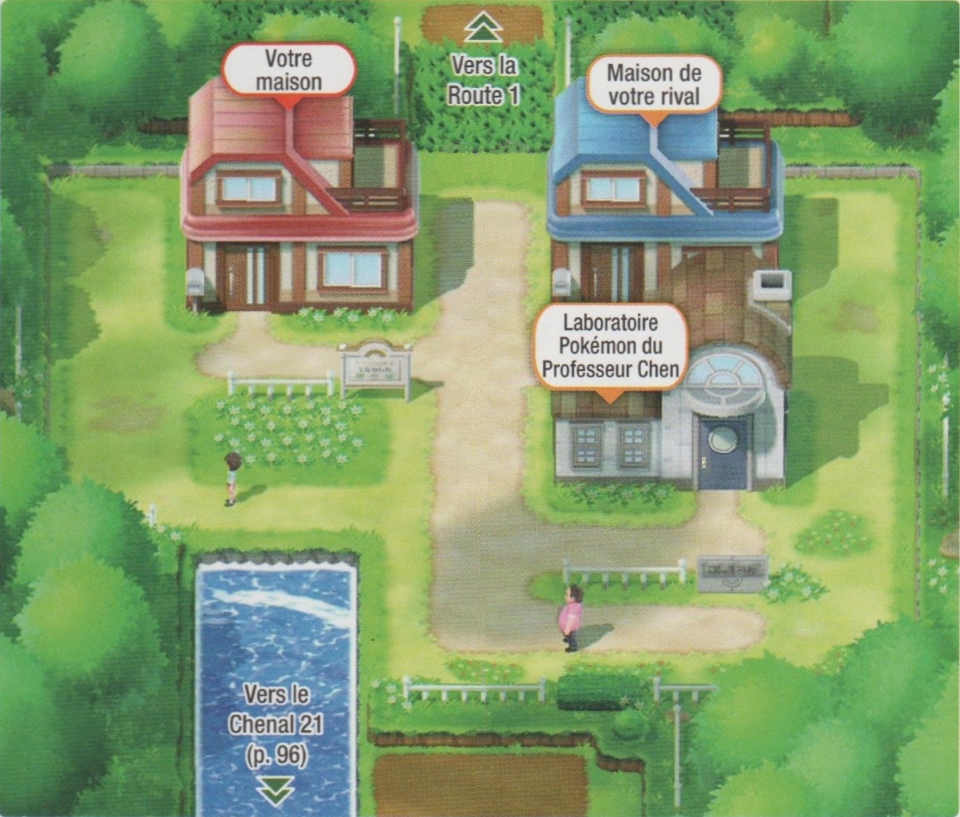 Votre
maison
Vers la
Route 1
Maison de
votre rival
Laboratoire
Pokémon du
Professeur Chen
Vers le
Chenal 21
(p. 96)